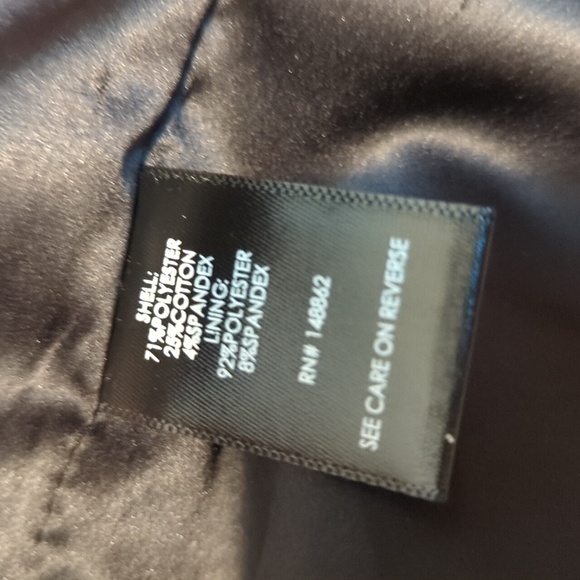 SHELL:
71%POLYESTER
25%COTTON
4%SPANDEX
LINING:
92%POLYESTER
8%SPANDEX
RN# 148862
SEE CARE ON REVERSE